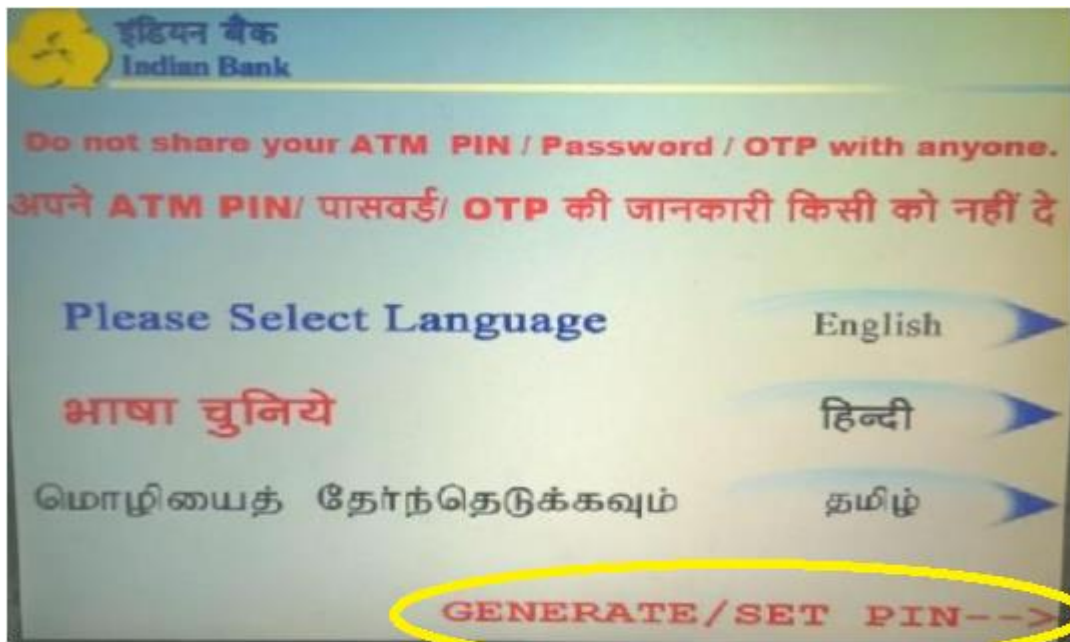 इंडियन बैंक
Indian Bank
Do not share your ATM PIN / Password / OTP with anyone.
अपने ATM PIN/ पासवर्ड/ OTP की जानकारी किसी को नहीं दे
Please Select Language English
भाषा चुनिये हिन्दी
மொழியைத் தேர்ந்தெடுக்கவும் தமிழ்
GENERATE/SET PIN-->